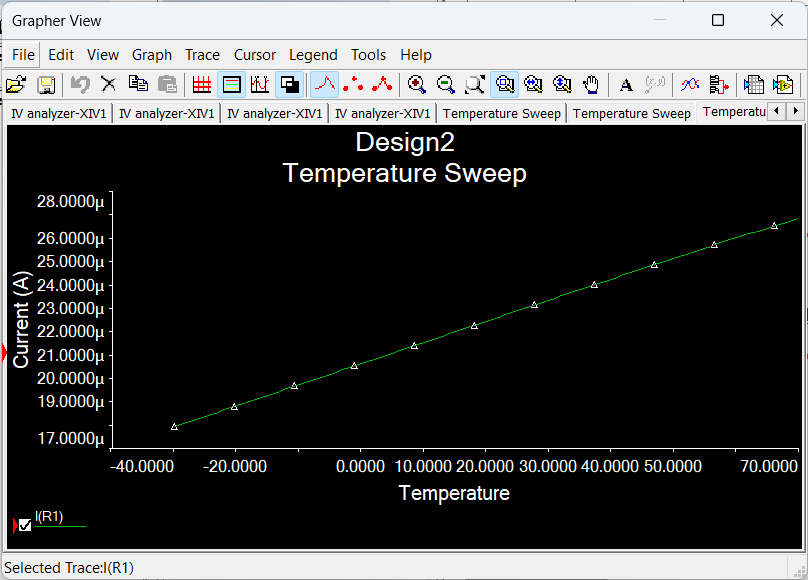 Grapher View
File Edit View Graph Trace Cursor Legend Tools Help
A
IV analyzer-XIV1 IV analyzer-XIV1 IV analyzer-XIV1 IV analyzer-XIV1 Temperature Sweep Temperature Sweep Temperatu
Design2
Temperature Sweep
28.0000µ
26.0000µ
25.0000µ
24.0000µ
23.0000µ
22.0000µ
21.0000µ
20.0000µ
19.0000µ
17.0000µ
Current (A)
-40.0000 -20.0000 0.0000 10.0000 20.0000 30.0000 40.0000 50.0000 70.0000
Temperature
I(R1)
Selected Trace:I(R1)